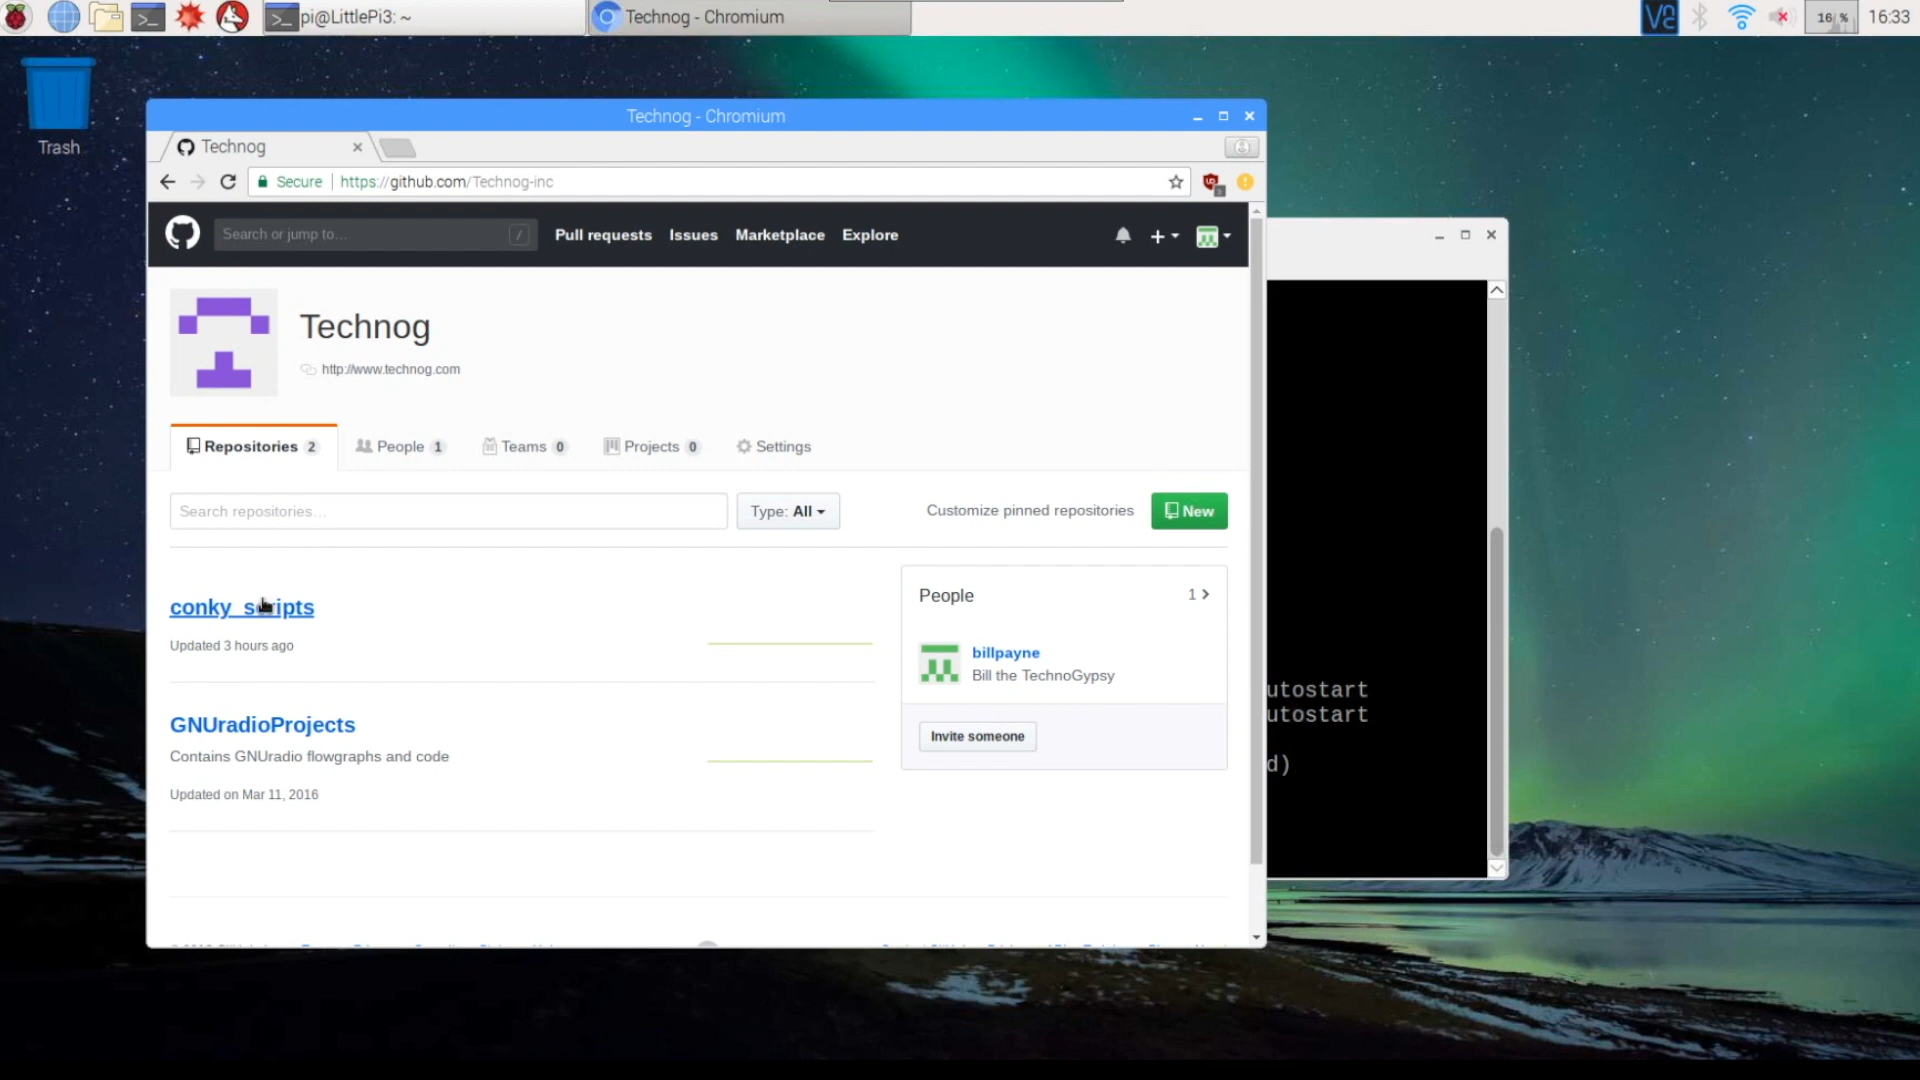 pi@LittlePi3: ~
Technog - Chromium
16 %
16:33
Trash
Technog - Chromium
Technog
Secure
https://github.com/Technog-inc
Search or jump to...
/
Pull requests
Issues
Marketplace
Explore
Technog
http://www.technog.com
Repositories 2
People 1
Teams 0
Projects 0
Settings
Search repositories...
Type: All
Customize pinned repositories
New
conky_scripts
Updated 3 hours ago
GNUradioProjects
Contains GNUradio flowgraphs and code
Updated on Mar 11, 2016
People
1
billpayne
Bill the TechnoGypsy
Invite someone
utostart
utostart
d)